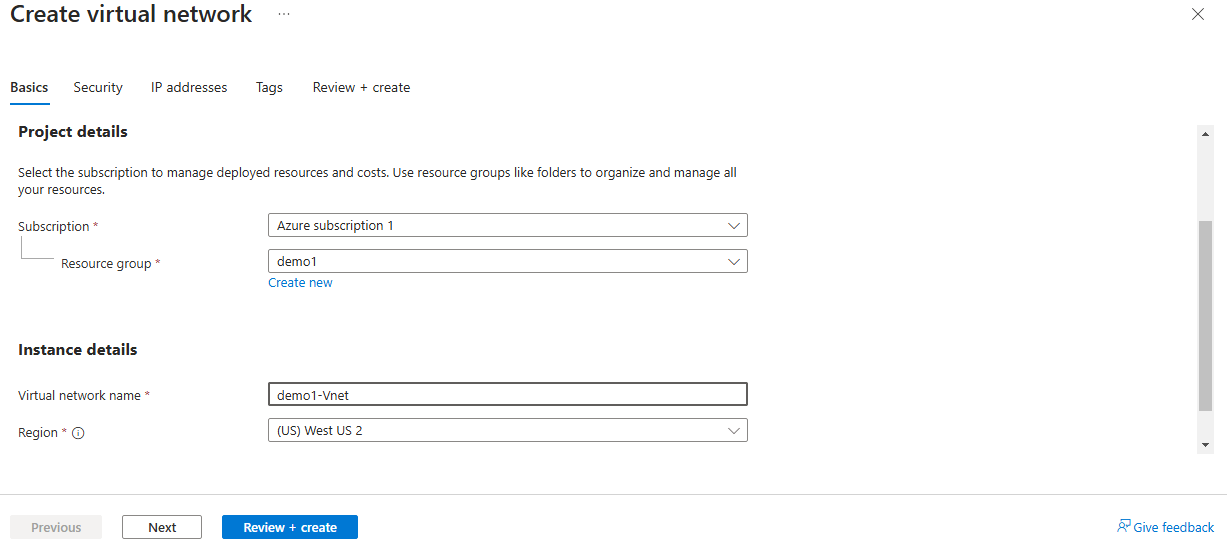 Create virtual network ...
Basics Security IP addresses Tags Review + create
Project details
Select the subscription to manage deployed resources and costs. Use resource groups like folders to organize and manage all
your resources.
Subscription * Azure subscription 1
Resource group * demo1
Create new
Instance details
Virtual network name * demo1-Vnet
Region * (US) West US 2
Previous Next Review + create Give feedback